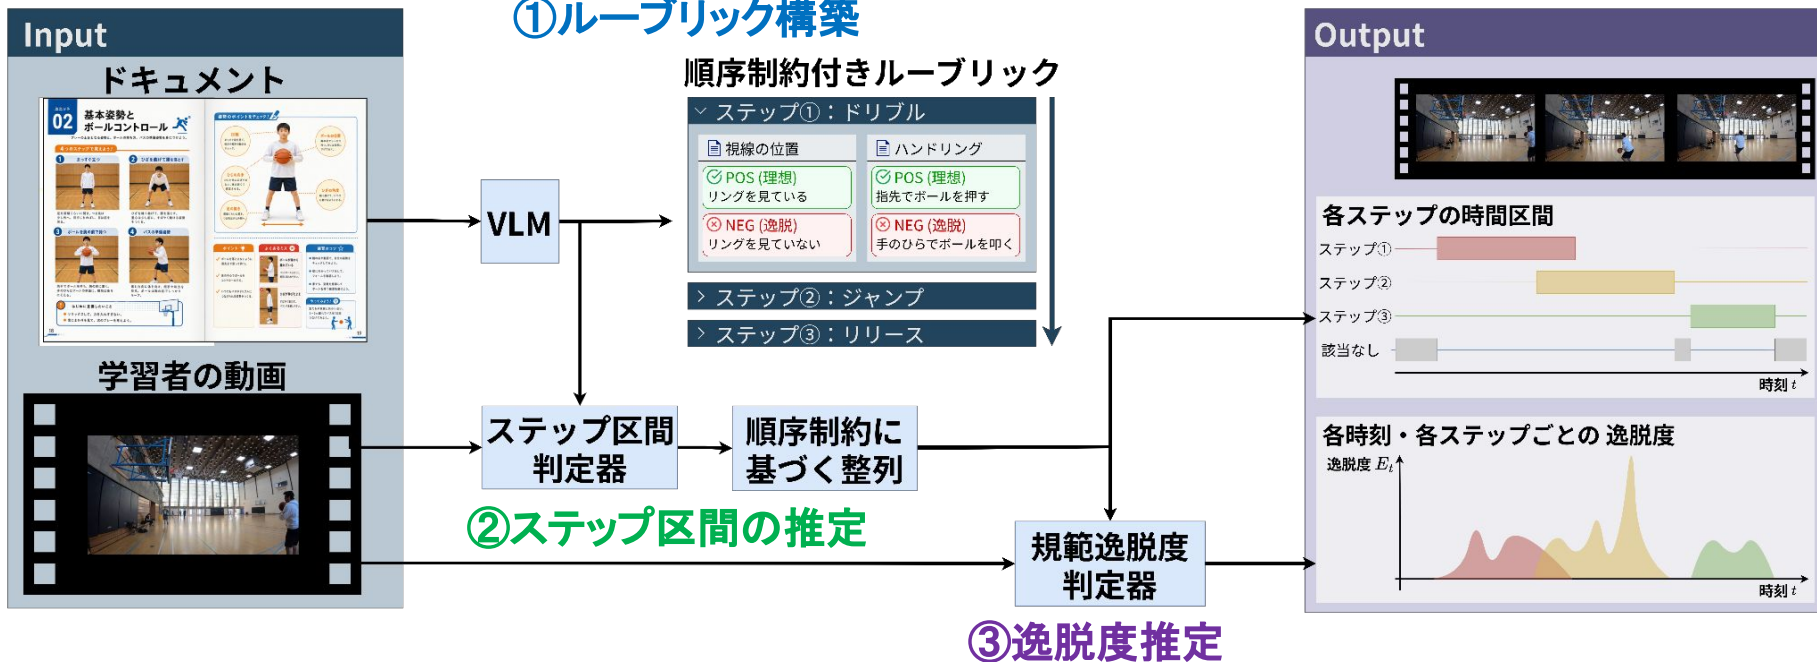 ①ルーブリック構築
Input
ドキュメント
02
基本姿勢と
ボールコントロール
学習者の動画
VLM
順序制約付きルーブリック
ステップ①：ドリブル
視線の位置
POS (理想)
リングを見ている
NEG (逸脱)
リングを見ていない
ハンドリング
POS (理想)
指先でボールを押す
NEG (逸脱)
手のひらでボールを叩く
ステップ②：ジャンプ
ステップ③：リリース
ステップ区間
判定器
順序制約に
基づく整列
②ステップ区間の推定
規範逸脱度
判定器
③逸脱度推定
Output
各ステップの時間区間
ステップ①
ステップ②
ステップ③
該当なし
時刻 t
各時刻・各ステップごとの 逸脱度
逸脱度 E_t
時刻 t